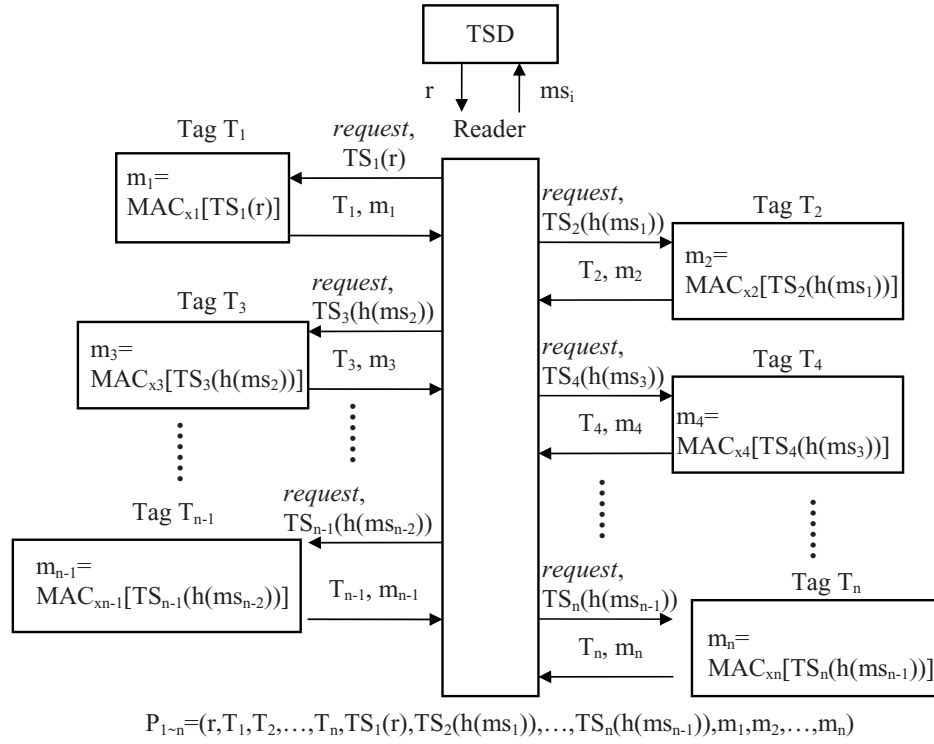 TSD
r
ms_i
Reader
Tag T_1
request,
TS_1(r)
m_1=
MAC_x1[TS_1(r)]
T_1, m_1
request,
TS_2(h(ms_1))
Tag T_2
m_2=
MAC_x2[TS_2(h(ms_1))]
T_2, m_2
Tag T_3
request,
TS_3(h(ms_2))
m_3=
MAC_x3[TS_3(h(ms_2))]
T_3, m_3
request,
TS_4(h(ms_3))
Tag T_4
m_4=
MAC_x4[TS_4(h(ms_3))]
T_4, m_4
Tag T_n-1
request,
TS_n-1(h(ms_n-2))
m_n-1=
MAC_xn-1[TS_n-1(h(ms_n-2))]
T_n-1, m_n-1
request,
TS_n(h(ms_n-1))
Tag T_n
m_n=
MAC_xn[TS_n(h(ms_n-1))]
T_n, m_n
P_1~n=(r,T_1,T_2,…,T_n,TS_1(r),TS_2(h(ms_1)),…,TS_n(h(ms_n-1)),m_1,m_2,…,m_n)